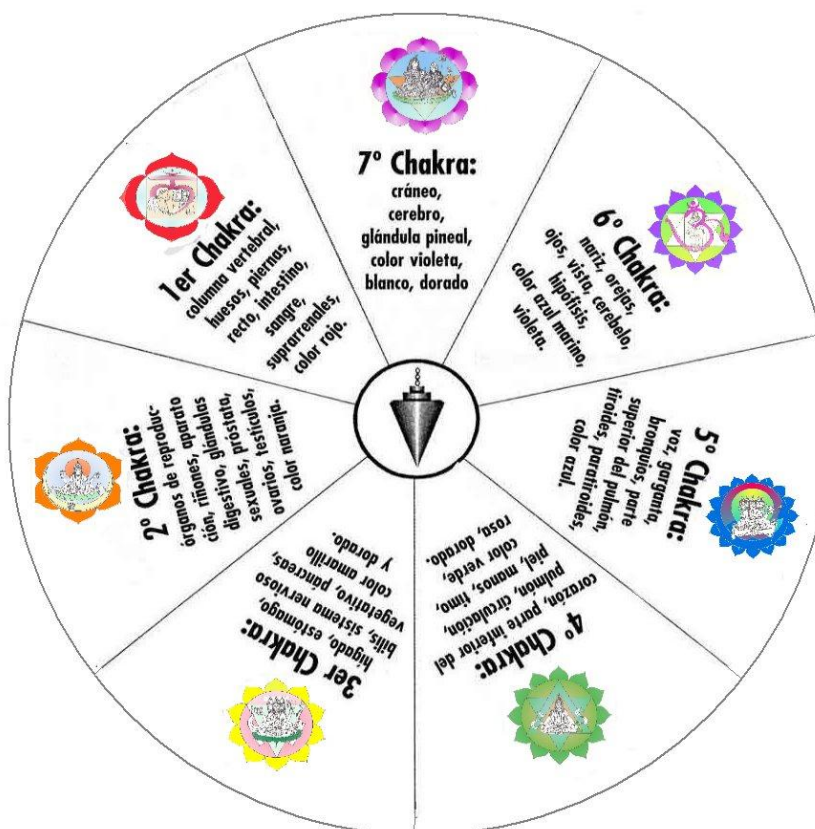 7º Chakra:
cráneo,
cerebro,
glándula pineal,
color violeta,
blanco, dorado
6º Chakra:
nariz, orejas,
ojos, vista, cerebelo,
hipófisis,
color azul marino,
violeta.
5º Chakra:
voz, garganta,
bronquios, parte
superior del pulmón,
tiroides, paratiroides,
color azul.
4º Chakra:
corazón, parte inferior del
pulmón, circulación,
piel, manos, timo,
color verde,
rosa, dorado.
3er Chakra:
hígado, estómago,
bilis, sistema nervioso
vegetativo, páncreas,
color amarillo
y dorado.
2º Chakra:
órganos de reproduc-
ción, riñones, aparato
digestivo, glándulas
sexuales, próstata,
ovarios, testículos,
color naranja.
1er Chakra:
columna vertebral,
huesos, piernas,
recto, intestino,
sangre,
suprarrenales,
color rojo.